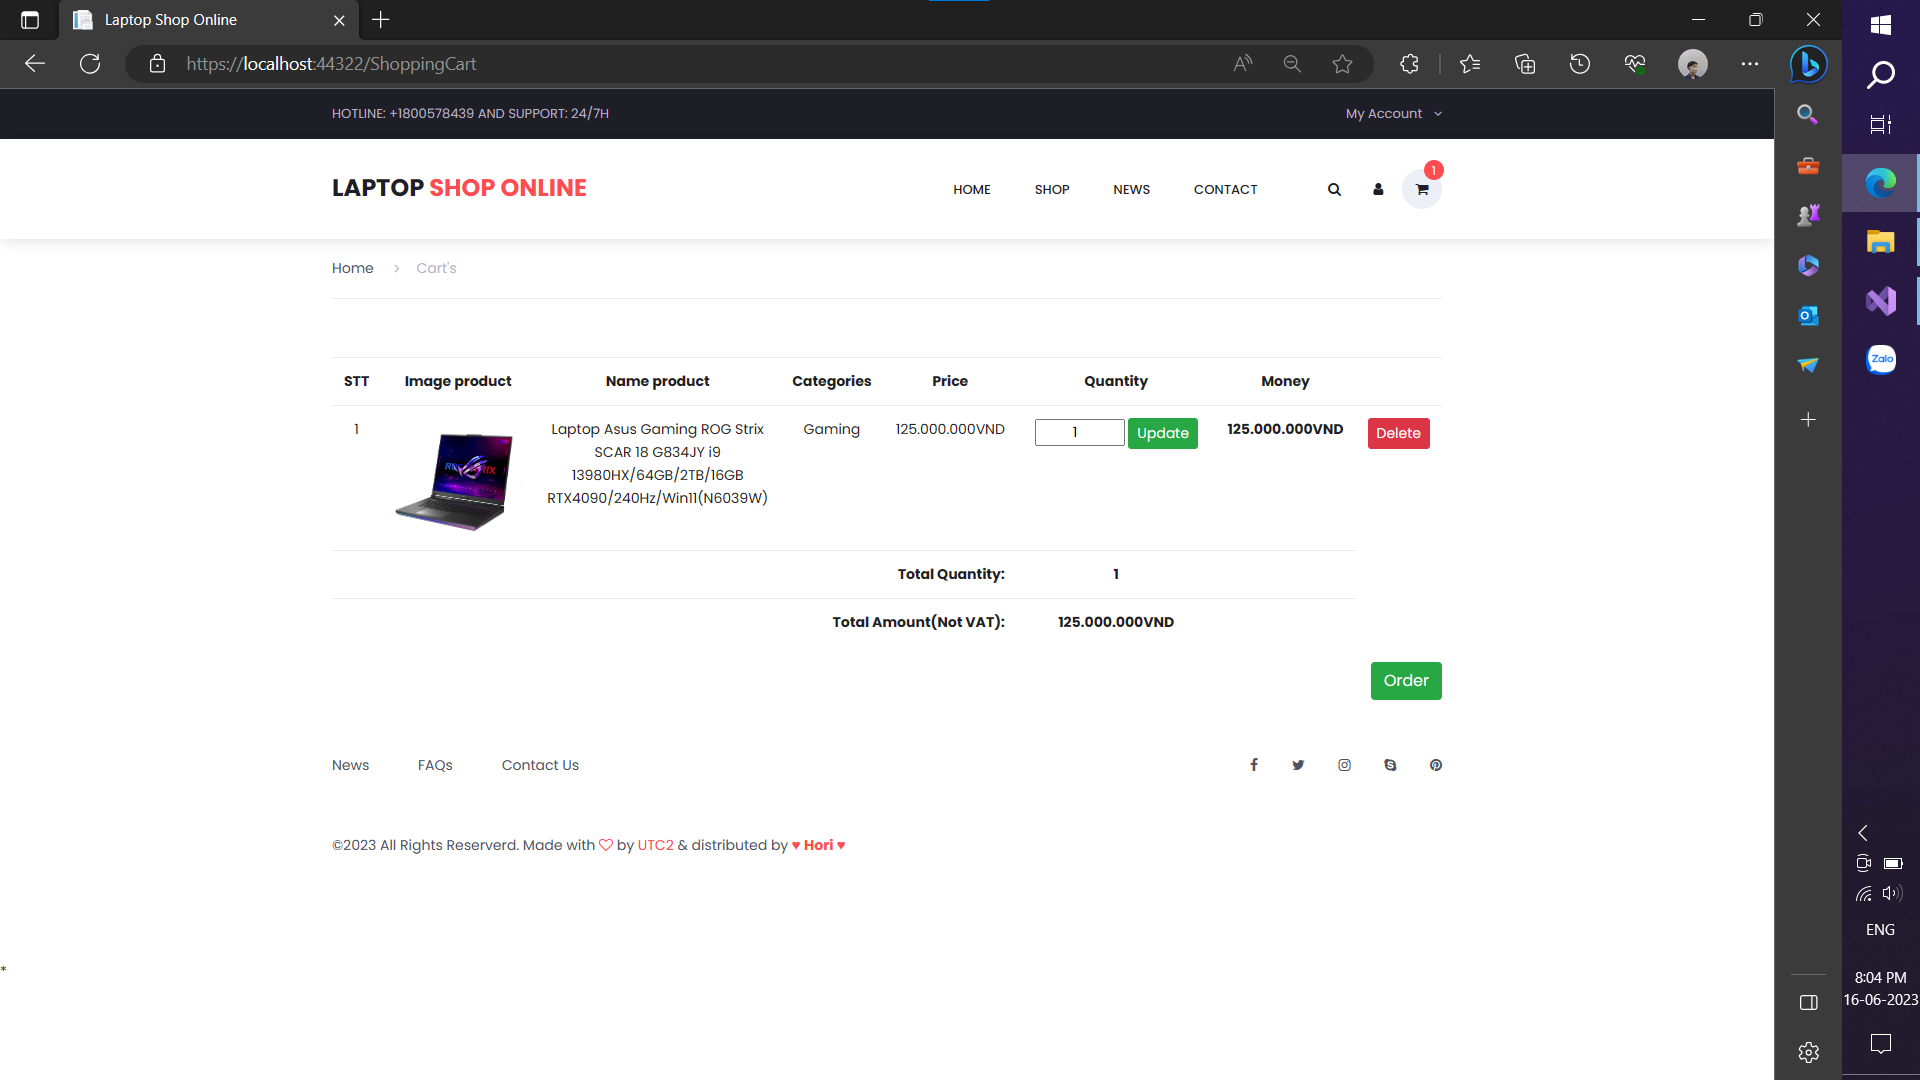 Laptop Shop Online
https://localhost:44322/ShoppingCart
HOTLINE: +1800578439 AND SUPPORT: 24/7H
My Account
LAPTOP SHOP ONLINE
HOME SHOP NEWS CONTACT
1
Home > Cart's
STT Image product Name product Categories Price Quantity Money
1 Laptop Asus Gaming ROG Strix Gaming 125.000.000VND 1 Update 125.000.000VND Delete
SCAR 18 G834JY i9
13980HX/64GB/2TB/16GB
RTX4090/240Hz/Win11(N6039W)
Total Quantity: 1
Total Amount(Not VAT): 125.000.000VND
Order
News FAQs Contact Us
©2023 All Rights Reserverd. Made with ♡ by UTC2 & distributed by ♥ Hori ♥
*
Zalo
ENG
8:04 PM
16-06-2023